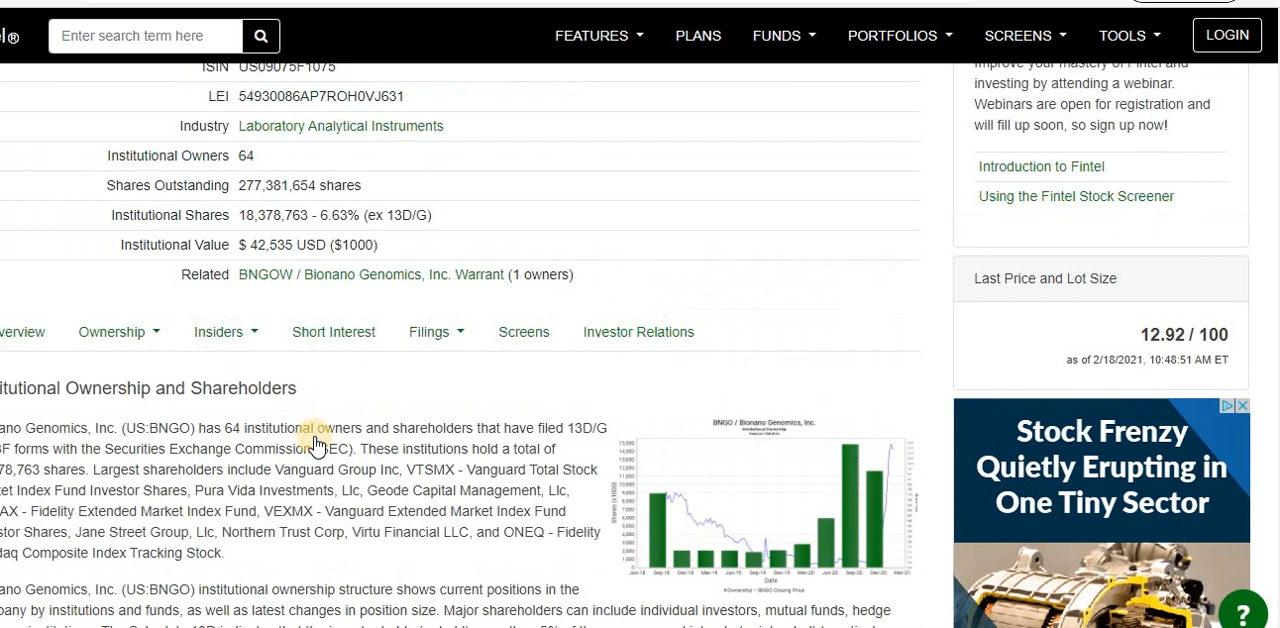 el®
Enter search term here
FEATURES
PLANS
FUNDS
PORTFOLIOS
SCREENS
TOOLS
LOGIN
ISIN US09075F1075
LEI 54930086AP7ROH0VJ631
Industry Laboratory Analytical Instruments
Institutional Owners 64
Shares Outstanding 277,381,654 shares
Institutional Shares 18,378,763 - 6.63% (ex 13D/G)
Institutional Value $ 42,535 USD ($1000)
Related BNGOW / Bionano Genomics, Inc. Warrant (1 owners)
verview
Ownership
Insiders
Short Interest
Filings
Screens
Investor Relations
titutional Ownership and Shareholders
ano Genomics, Inc. (US:BNGO) has 64 institutional owners and shareholders that have filed 13D/G
3F forms with the Securities Exchange Commission (SEC). These institutions hold a total of
78,763 shares. Largest shareholders include Vanguard Group Inc, VTSMX - Vanguard Total Stock
et Index Fund Investor Shares, Pura Vida Investments, Llc, Geode Capital Management, Llc,
AX - Fidelity Extended Market Index Fund, VEXMX - Vanguard Extended Market Index Fund
stor Shares, Jane Street Group, Llc, Northern Trust Corp, Virtu Financial LLC, and ONEQ - Fidelity
daq Composite Index Tracking Stock.
ano Genomics, Inc. (US:BNGO) institutional ownership structure shows current positions in the
pany by institutions and funds, as well as latest changes in position size. Major shareholders can include individual investors, mutual funds, hedge
BNGO / Bionano Genomics, Inc.
Date
Improve your mastery of Fintel and
investing by attending a webinar.
Webinars are open for registration and
will fill up soon, so sign up now!
Introduction to Fintel
Using the Fintel Stock Screener
Last Price and Lot Size
12.92 / 100
as of 2/18/2021, 10:48:51 AM ET
Stock Frenzy
Quietly Erupting in
One Tiny Sector
?